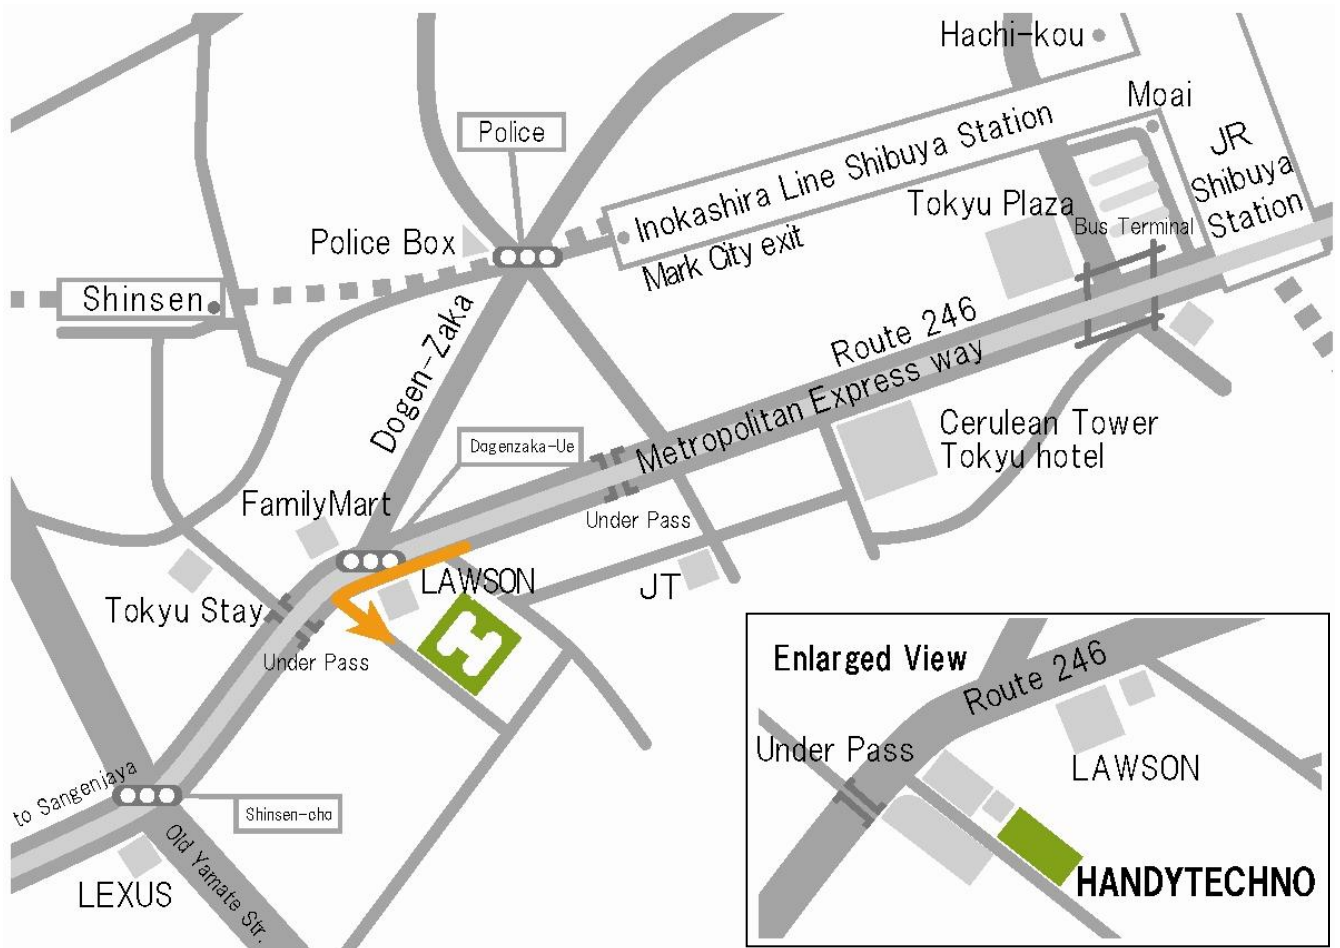 Hachi-kou
Moai
JR
Shibuya
Station
Police
Inokashira Line Shibuya Station
Mark City exit
Tokyu Plaza
Bus Terminal
Police Box
Shinsen
Dogen-Zaka
Route 246
Metropolitan Express way
Cerulean Tower
Tokyu hotel
Dogenzaka-Ue
FamilyMart
Under Pass
LAWSON
JT
Tokyu Stay
Under Pass
H
to Sangenjaya
Shinsen-cho
Old Yamate Str.
LEXUS
Enlarged View
Route 246
Under Pass
LAWSON
HANDYTECHNO